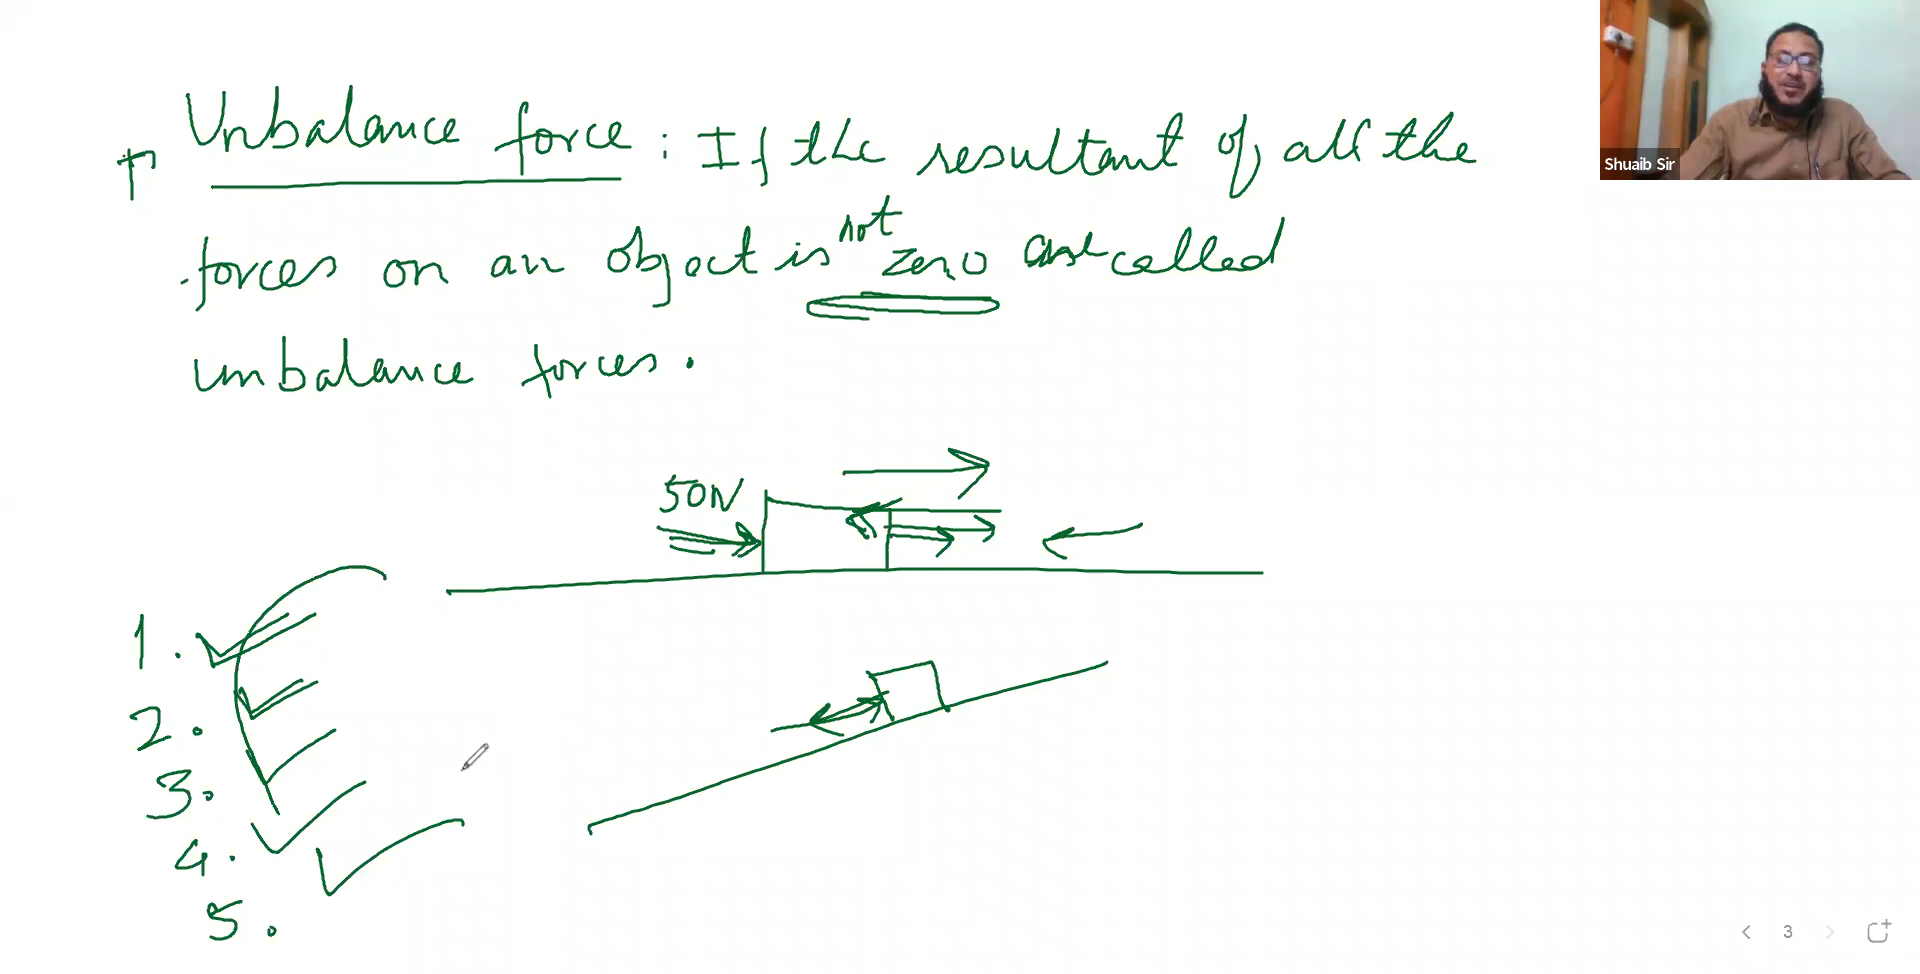 Unbalance force : If the resultant of all the
forces on an object is not zero are called
unbalance forces.
50N
1.
2.
3.
4.
5.
Shuaib Sir
3